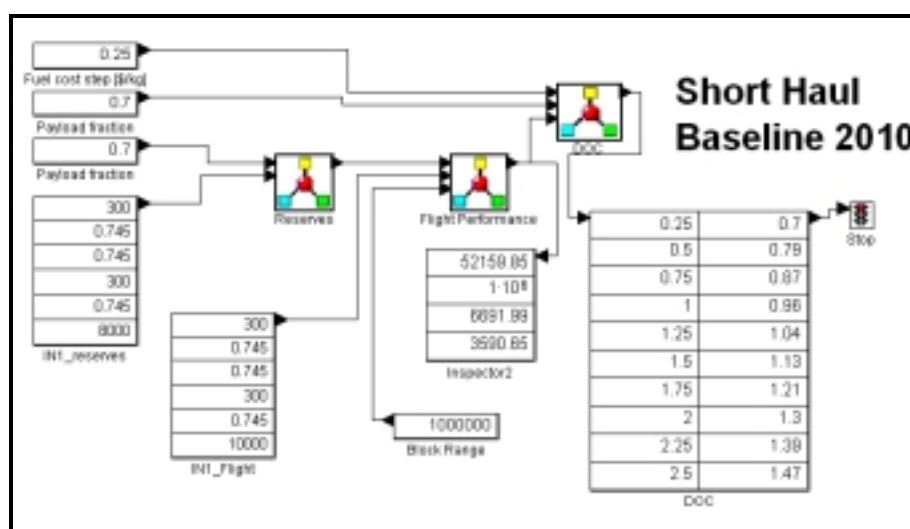 0.25
Fuel cost step [$/kg]
0.7
Payload fraction
0.7
Payload fraction
300
0.745
0.745
300
0.745
8000
IN1_reserves
300
0.745
0.745
300
0.745
10000
IN1_Flight
Reserves
Flight Performance
DOC
52159.85
1·10⁶
6691.99
3590.65
Inspector2
1000000
Block Range
Short Haul
Baseline 2010
0.25 0.7
0.5 0.79
0.75 0.87
1 0.96
1.25 1.04
1.5 1.13
1.75 1.21
2 1.3
2.25 1.39
2.5 1.47
DOC
Stop